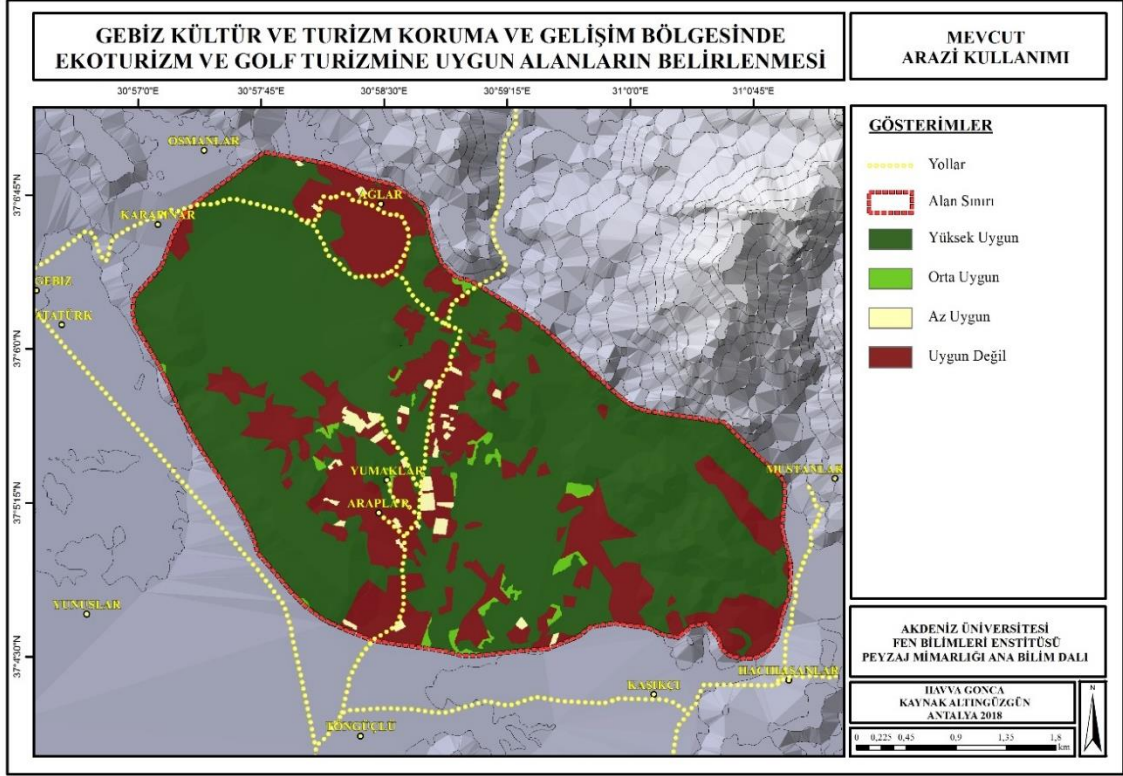 GEBİZ KÜLTÜR VE TURİZM KORUMA VE GELİŞİM BÖLGESİNDE
EKOTURİZM VE GOLF TURİZMİNE UYGUN ALANLARIN BELİRLENMESİ
MEVCUT
ARAZİ KULLANIMI
30°57'0"E
30°57'45"E
30°58'30"E
30°59'15"E
31°0'0"E
31°0'45"E
37°6'45"N
37°6'0"N
37°5'15"N
37°4'30"N
OSMANLAR
AĞLAR
GEBIZ
ATATÜRK
YUMAKLAR
ARAPLAR
MUSTANLAR
YUNUSLAR
KAŞIKÇI
HACIHASANLAR
TONGÜÇLÜ
GÖSTERİMLER
Yollar
Alan Sınırı
Yüksek Uygun
Orta Uygun
Az Uygun
Uygun Değil
AKDENİZ ÜNİVERSİTESİ
FEN BİLİMLERİ ENSTİTÜSÜ
PEYZAJ MİMARLIĞI ANA BİLİM DALI
HAVVA GONCA
KAYNAK ALTINGÜZGÜN
ANTALYA 2018
N
0 0,225 0,45 0,9 1,35 1,8
km